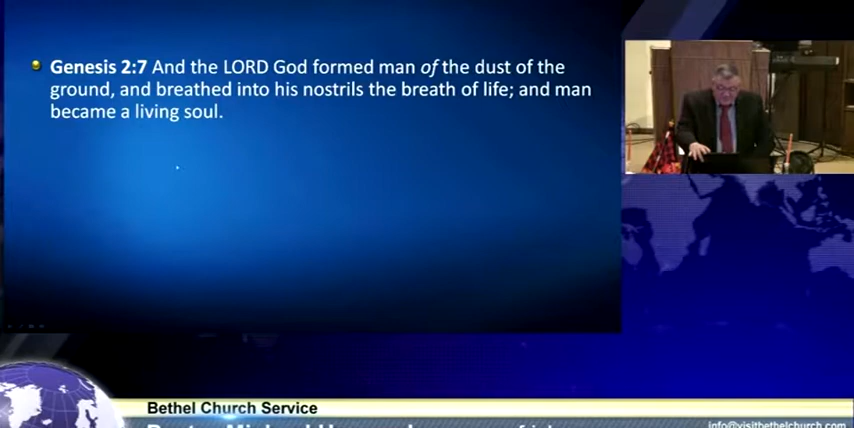 Genesis 2:7 And the LORD God formed man of the dust of the
ground, and breathed into his nostrils the breath of life; and man
became a living soul.
Bethel Church Service
info@visitbethelchurch.com